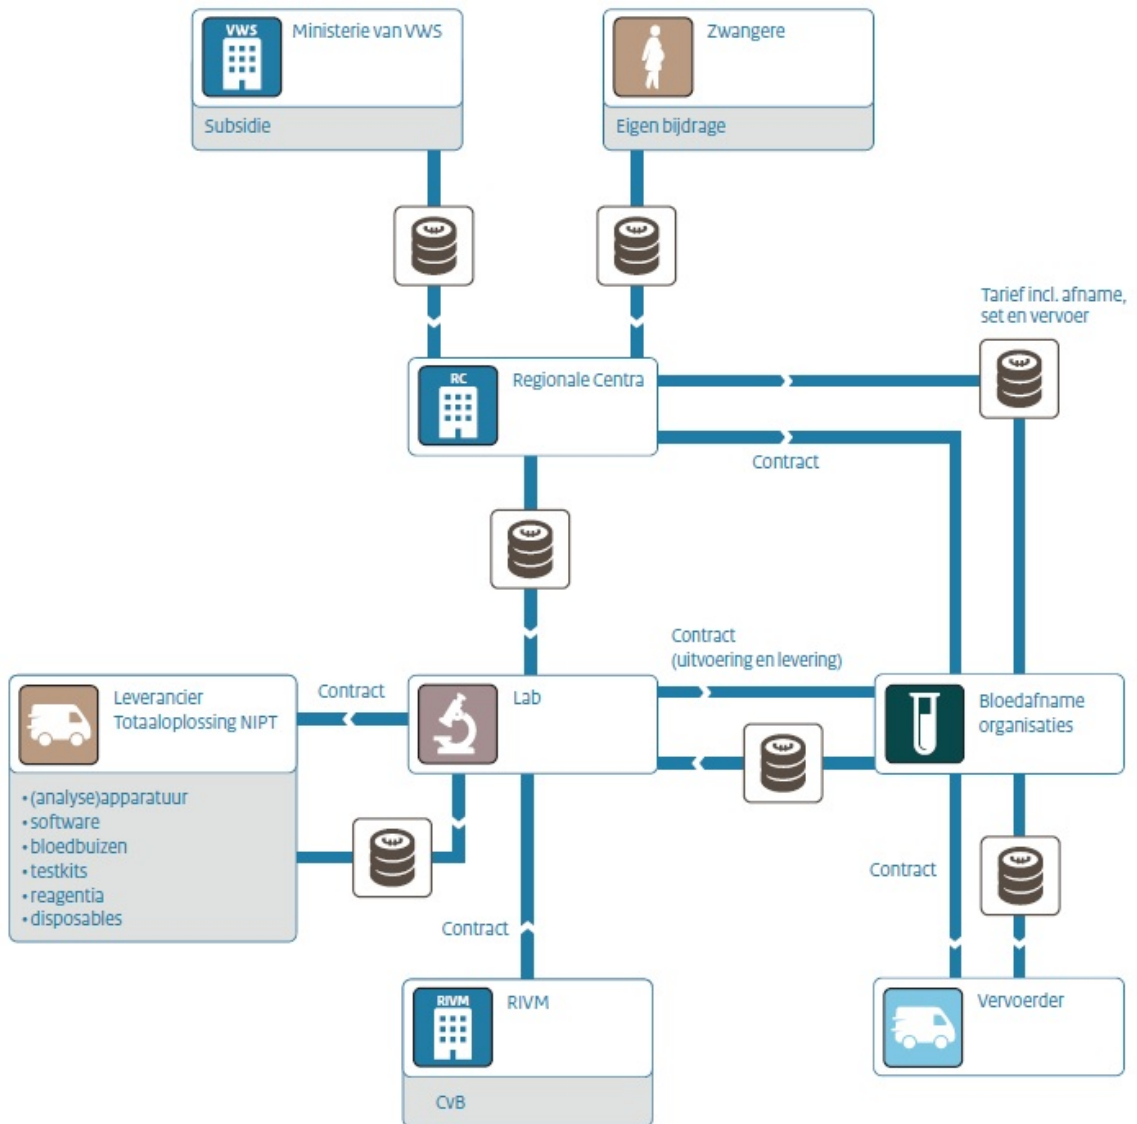 VWS
Ministerie van VWS
Subsidie
Zwangere
Eigen bijdrage
Tarief incl. afname,
set en vervoer
RC
Regionale Centra
Contract
Contract
(uitvoering en levering)
Leverancier
Totaaloplossing NIPT
Contract
Lab
Bloedafname
organisaties
• (analyse)apparatuur
• software
• bloedbuizen
• testkits
• reagentia
• disposables
Contract
Contract
RIVM
RIVM
CvB
Vervoerder